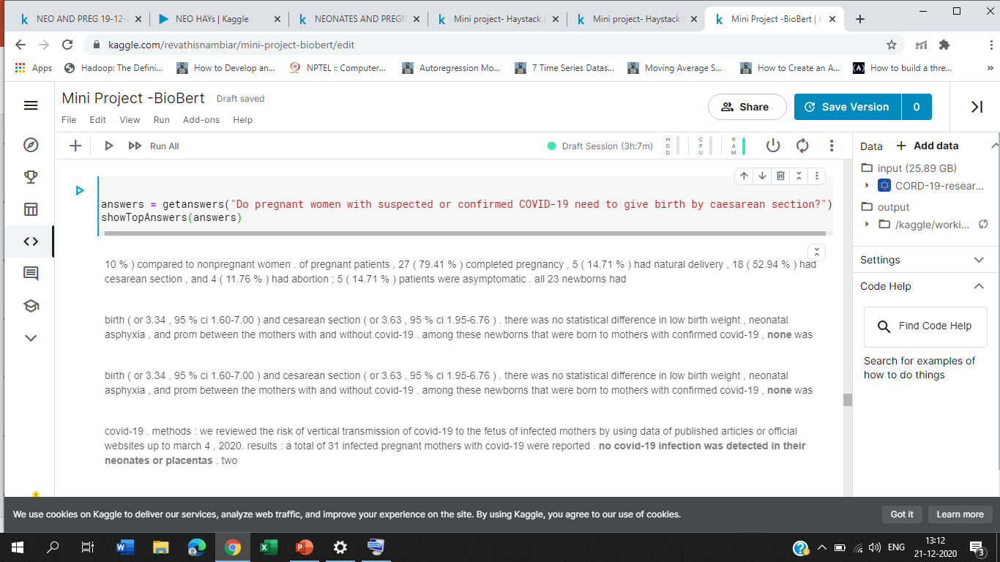 NEO AND PREG 19-12-2
NEO HAYs | Kaggle
NEONATES AND PREGN
Mini project- Haystack |
Mini project- Haystack
Mini Project -BioBert | K
kaggle.com/revathisnambiar/mini-project-biobert/edit
Apps
Hadoop: The Defini...
How to Develop an...
NPTEL :: Computer...
Autoregression Mo...
7 Time Series Datas...
Moving Average S...
How to Create an A...
How to build a thre...
Mini Project -BioBert
Draft saved
File Edit View Run Add-ons Help
Share
Save Version 0
Run All
Draft Session (3h:7m)
HDD
CPU
RAM
answers = getanswers("Do pregnant women with suspected or confirmed COVID-19 need to give birth by caesarean section?")
showTopAnswers(answers)
10 % ) compared to nonpregnant women . of pregnant patients , 27 ( 79.41 % ) completed pregnancy , 5 ( 14.71 % ) had natural delivery , 18 ( 52.94 % ) had
cesarean section , and 4 ( 11.76 % ) had abortion ; 5 ( 14.71 % ) patients were asymptomatic . all 23 newborns had
birth ( or 3.34 , 95 % ci 1.60-7.00 ) and cesarean section ( or 3.63 , 95 % ci 1.95-6.76 ) . there was no statistical difference in low birth weight , neonatal
asphyxia , and prom between the mothers with and without covid-19 . among these newborns that were born to mothers with confirmed covid-19 , none was
birth ( or 3.34 , 95 % ci 1.60-7.00 ) and cesarean section ( or 3.63 , 95 % ci 1.95-6.76 ) . there was no statistical difference in low birth weight , neonatal
asphyxia , and prom between the mothers with and without covid-19 . among these newborns that were born to mothers with confirmed covid-19 , none was
covid-19 . methods : we reviewed the risk of vertical transmission of covid-19 to the fetus of infected mothers by using data of published articles or official
websites up to march 4 , 2020. results : a total of 31 infected pregnant mothers with covid-19 were reported . no covid-19 infection was detected in their
neonates or placentas . two
Data + Add data
input (25.89 GB)
CORD-19-resear...
output
/kaggle/worki...
Settings
Code Help
Find Code Help
Search for examples of
how to do things
1
We use cookies on Kaggle to deliver our services, analyze web traffic, and improve your experience on the site. By using Kaggle, you agree to our use of cookies.
Got it
Learn more
ENG
13:12
21-12-2020
3